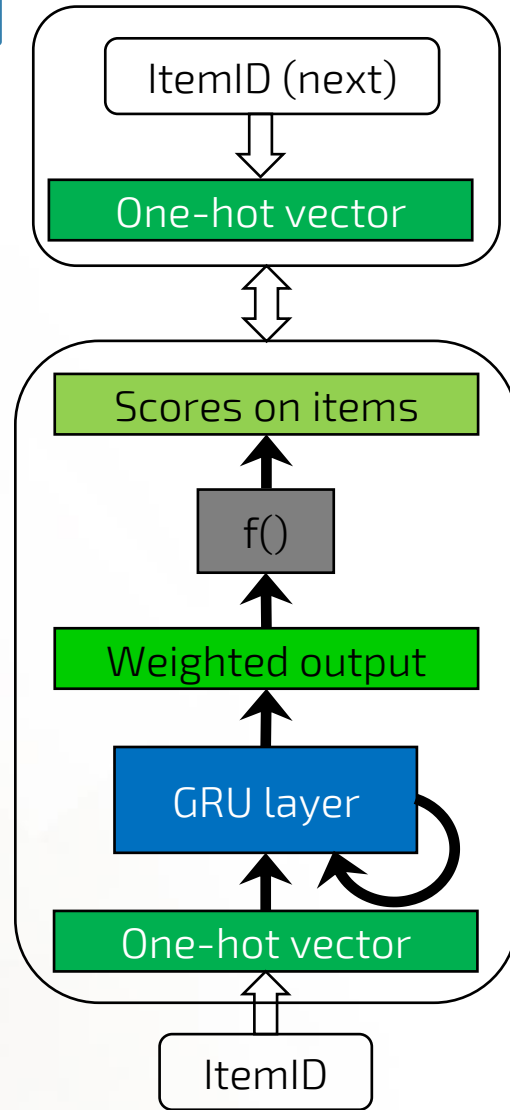 ItemID (next)
One-hot vector
Scores on items
f()
Weighted output
GRU layer
One-hot vector
ItemID